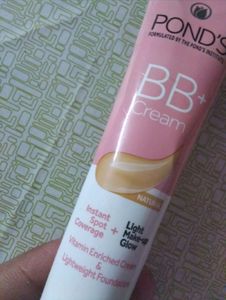 POND'S
FORMULATED BY THE POND'S INSTITUTE
BB+
Cream
Instant
Spot
Coverage
+
Light
Make-up
Glow
Vitamin Enriched Cream
&
Lightweight Foundation